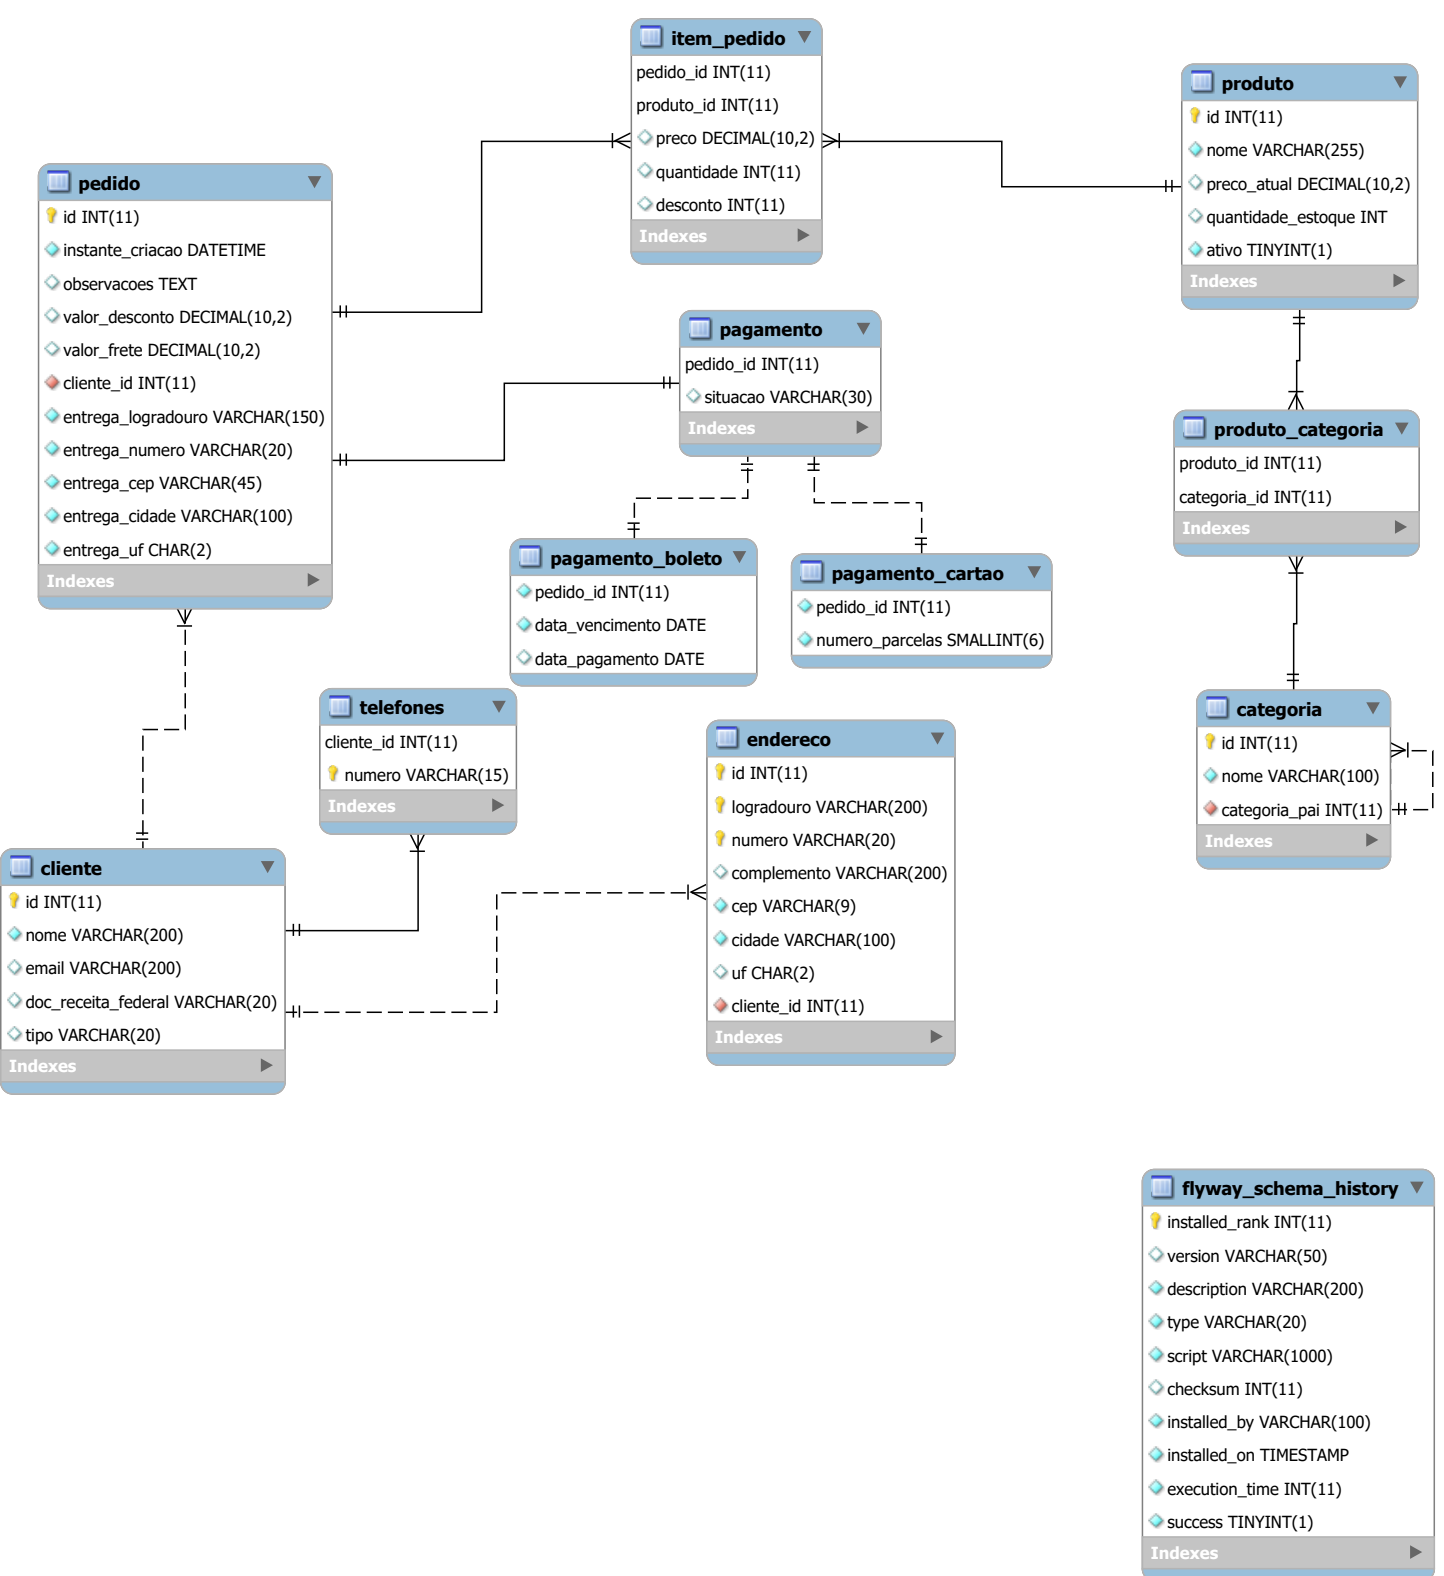 item_pedido
pedido_id INT(11)
produto_id INT(11)
preco DECIMAL(10,2)
quantidade INT(11)
desconto INT(11)
Indexes
produto
id INT(11)
nome VARCHAR(255)
preco_atual DECIMAL(10,2)
quantidade_estoque INT
ativo TINYINT(1)
Indexes
pedido
id INT(11)
instante_criacao DATETIME
observacoes TEXT
valor_desconto DECIMAL(10,2)
valor_frete DECIMAL(10,2)
cliente_id INT(11)
entrega_logradouro VARCHAR(150)
entrega_numero VARCHAR(20)
entrega_cep VARCHAR(45)
entrega_cidade VARCHAR(100)
entrega_uf CHAR(2)
Indexes
pagamento
pedido_id INT(11)
situacao VARCHAR(30)
Indexes
produto_categoria
produto_id INT(11)
categoria_id INT(11)
Indexes
pagamento_boleto
pedido_id INT(11)
data_vencimento DATE
data_pagamento DATE
pagamento_cartao
pedido_id INT(11)
numero_parcelas SMALLINT(6)
telefones
cliente_id INT(11)
numero VARCHAR(15)
Indexes
endereco
id INT(11)
logradouro VARCHAR(200)
numero VARCHAR(20)
complemento VARCHAR(200)
cep VARCHAR(9)
cidade VARCHAR(100)
uf CHAR(2)
cliente_id INT(11)
Indexes
categoria
id INT(11)
nome VARCHAR(100)
categoria_pai INT(11)
Indexes
cliente
id INT(11)
nome VARCHAR(200)
email VARCHAR(200)
doc_receita_federal VARCHAR(20)
tipo VARCHAR(20)
Indexes
flyway_schema_history
installed_rank INT(11)
version VARCHAR(50)
description VARCHAR(200)
type VARCHAR(20)
script VARCHAR(1000)
checksum INT(11)
installed_by VARCHAR(100)
installed_on TIMESTAMP
execution_time INT(11)
success TINYINT(1)
Indexes